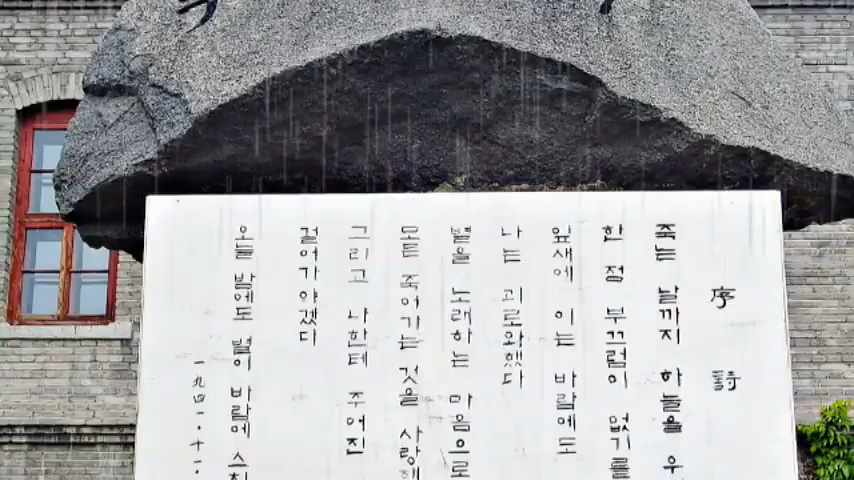 序詩
죽는 날까지 하늘을 우
한 점 부끄럼이 없기를
잎새에 이는 바람에도
나는 괴로와했다
별을 노래하는 마음으로
모든 죽어가는 것을 사랑해
그리고 나한테 주어진
걸어가야겠다
오늘 밤에도 별이 바람에 스치
一九四一·十一·